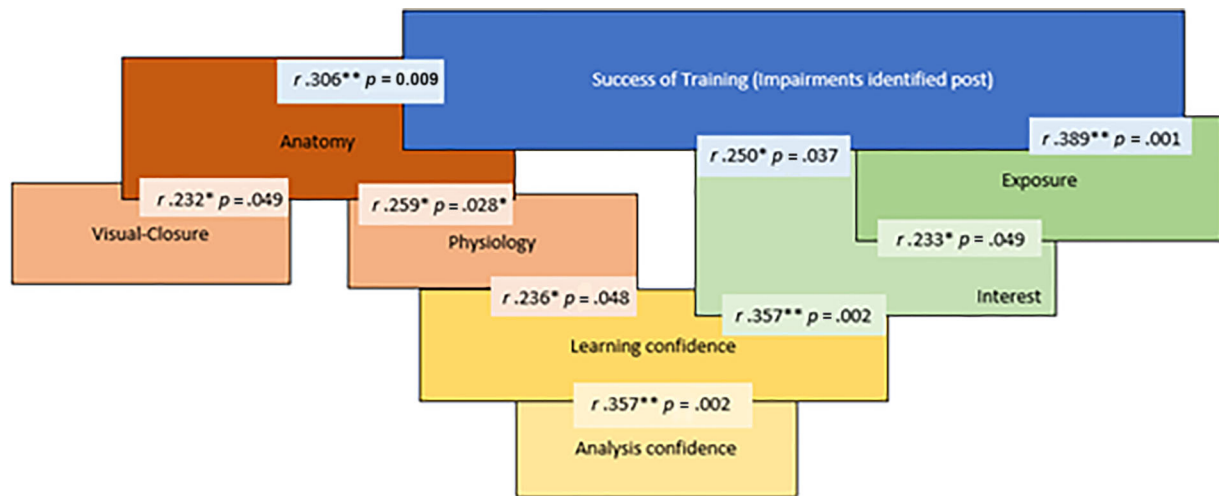 Success of Training (Impairments identified post)
r .306** p = 0.009
Anatomy
r .250* p = .037
r .389** p = .001
Exposure
r .232* p = .049
r .259* p = .028*
Visual-Closure
Physiology
r .233* p = .049
Interest
r .236* p = .048
r .357** p = .002
Learning confidence
r .357** p = .002
Analysis confidence